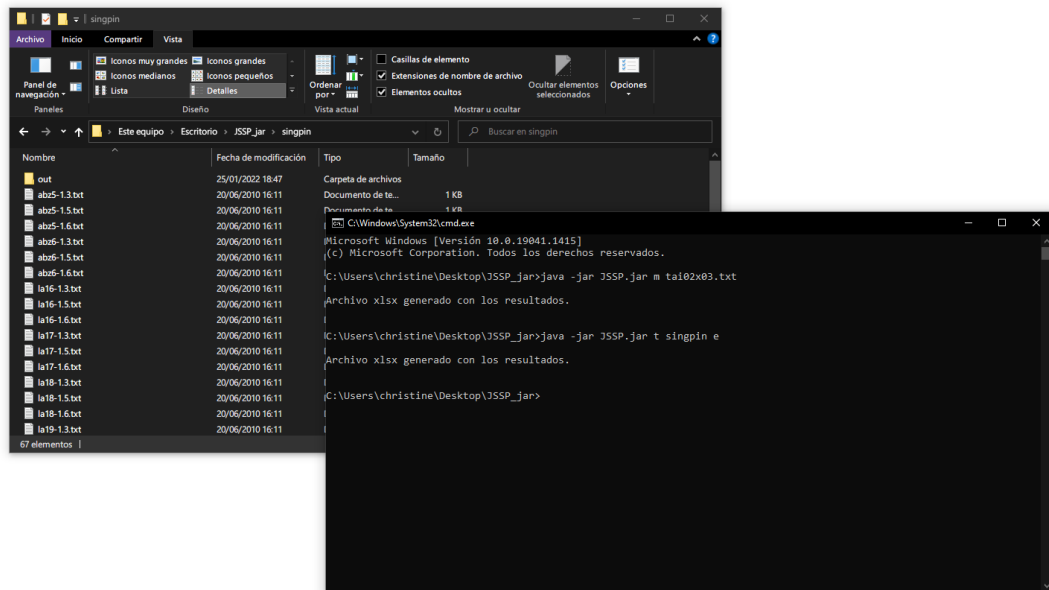 singpin
Archivo Inicio Compartir Vista
Panel de navegación
Iconos muy grandes Iconos grandes
Iconos medianos Iconos pequeños
Lista Detalles
Ordenar por
Casillas de elemento
Extensiones de nombre de archivo
Elementos ocultos
Ocultar elementos seleccionados
Opciones
Paneles Diseño Vista actual Mostrar u ocultar
Este equipo > Escritorio > JSSP_jar > singpin
Buscar en singpin
Nombre Fecha de modificación Tipo Tamaño
out 25/01/2022 18:47 Carpeta de archivos
abz5-1.3.txt 20/06/2010 16:11 Documento de te... 1 KB
abz5-1.5.txt 20/06/2010 16:11 Documento de te... 1 KB
abz5-1.6.txt 20/06/2010 16:11
abz6-1.3.txt 20/06/2010 16:11
abz6-1.5.txt 20/06/2010 16:11
abz6-1.6.txt 20/06/2010 16:11
la16-1.3.txt 20/06/2010 16:11
la16-1.5.txt 20/06/2010 16:11
la16-1.6.txt 20/06/2010 16:11
la17-1.3.txt 20/06/2010 16:11
la17-1.5.txt 20/06/2010 16:11
la17-1.6.txt 20/06/2010 16:11
la18-1.3.txt 20/06/2010 16:11
la18-1.5.txt 20/06/2010 16:11
la18-1.6.txt 20/06/2010 16:11
la19-1.3.txt 20/06/2010 16:11
67 elementos
C:\Windows\System32\cmd.exe
Microsoft Windows [Versión 10.0.19041.1415]
(c) Microsoft Corporation. Todos los derechos reservados.
C:\Users\christine\Desktop\JSSP_jar>java -jar JSSP.jar m tai02x03.txt
Archivo xlsx generado con los resultados.
C:\Users\christine\Desktop\JSSP_jar>java -jar JSSP.jar t singpin e
Archivo xlsx generado con los resultados.
C:\Users\christine\Desktop\JSSP_jar>